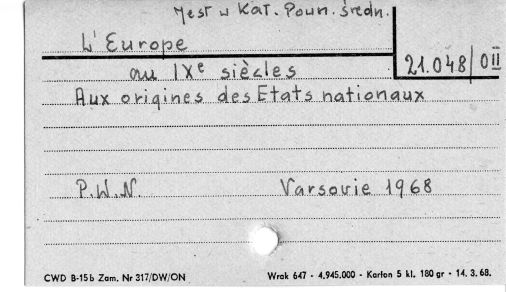 Jest w Kat. Poun. średn.
L'Europe
au IXe siècles
21.048/OII
Aux origines des Etats nationaux
P.W.N. Varsovie 1968
CWD B-15b Zam. Nr 317/DW/ON Wrak 647 - 4.945.000 - Karton 5 kl. 180 gr - 14. 3. 68.